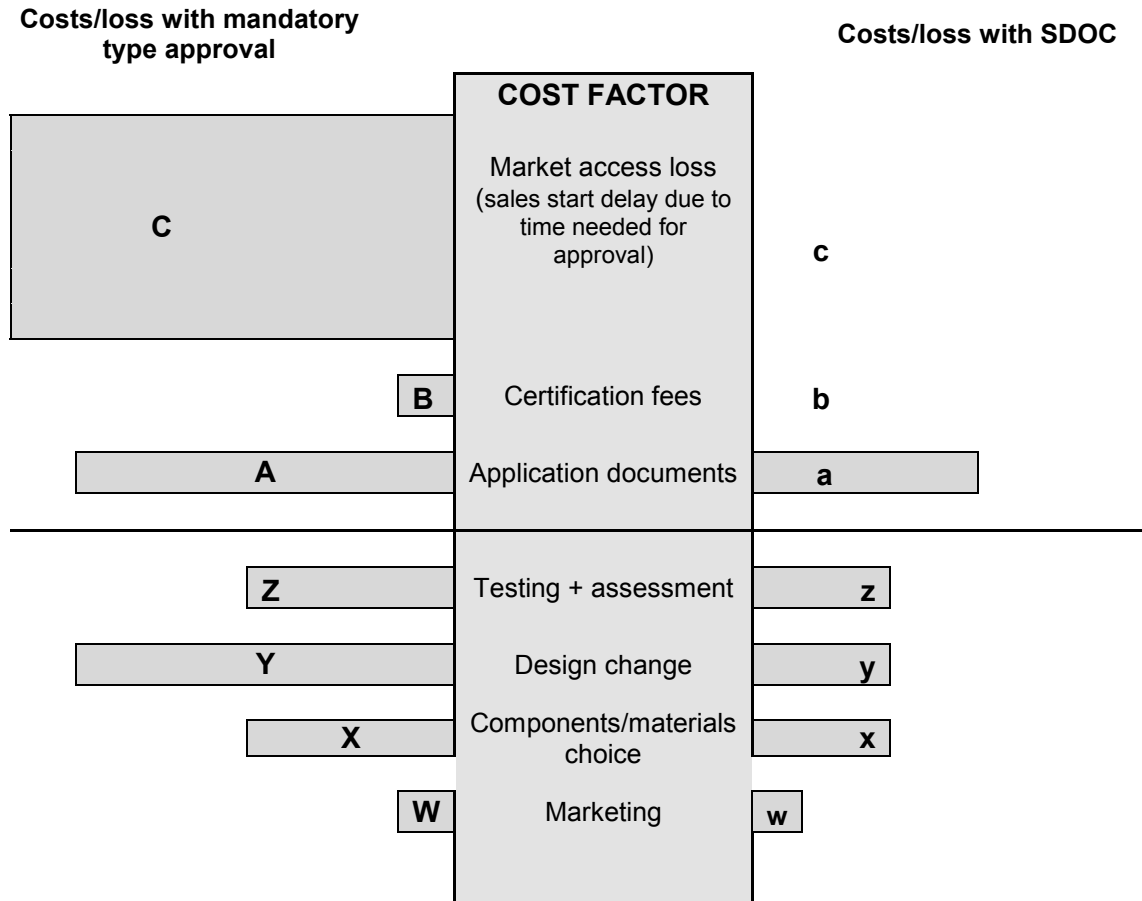 Costs/loss with mandatory
type approval
Costs/loss with SDOC
COST FACTOR
Market access loss
(sales start delay due to
time needed for
approval)
C
c
B
Certification fees
b
A
Application documents
a
Z
Testing + assessment
z
Y
Design change
y
X
Components/materials
choice
x
W
Marketing
w